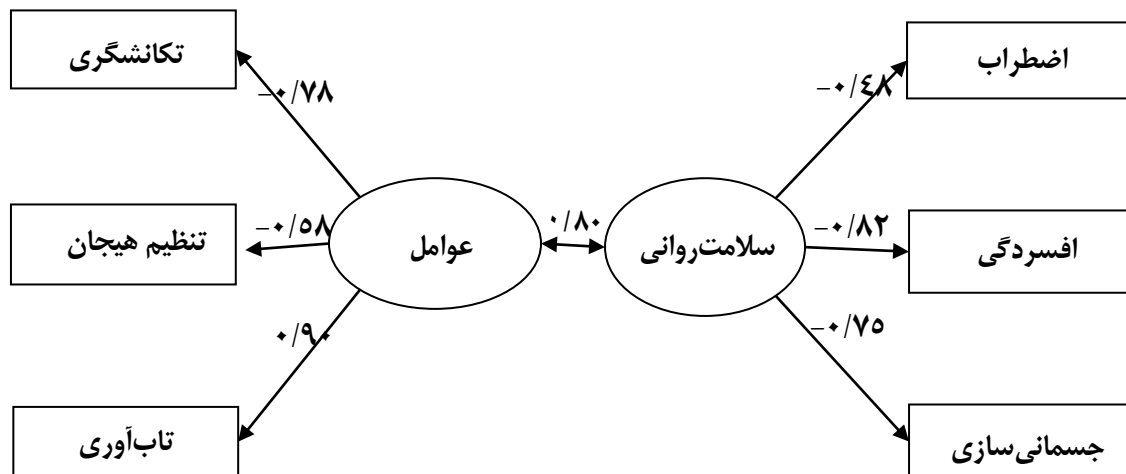 اضطراب
تکانشگری
–۰/۴۸
–۰/۷۸
افسردگی
–۰/۸۲
سلامت‌روانی
۰/۸۰
عوامل
–۰/۵۸
تنظیم هیجان
–۰/۷۵
۰/۹۰
جسمانی‌سازی
تاب‌آوری